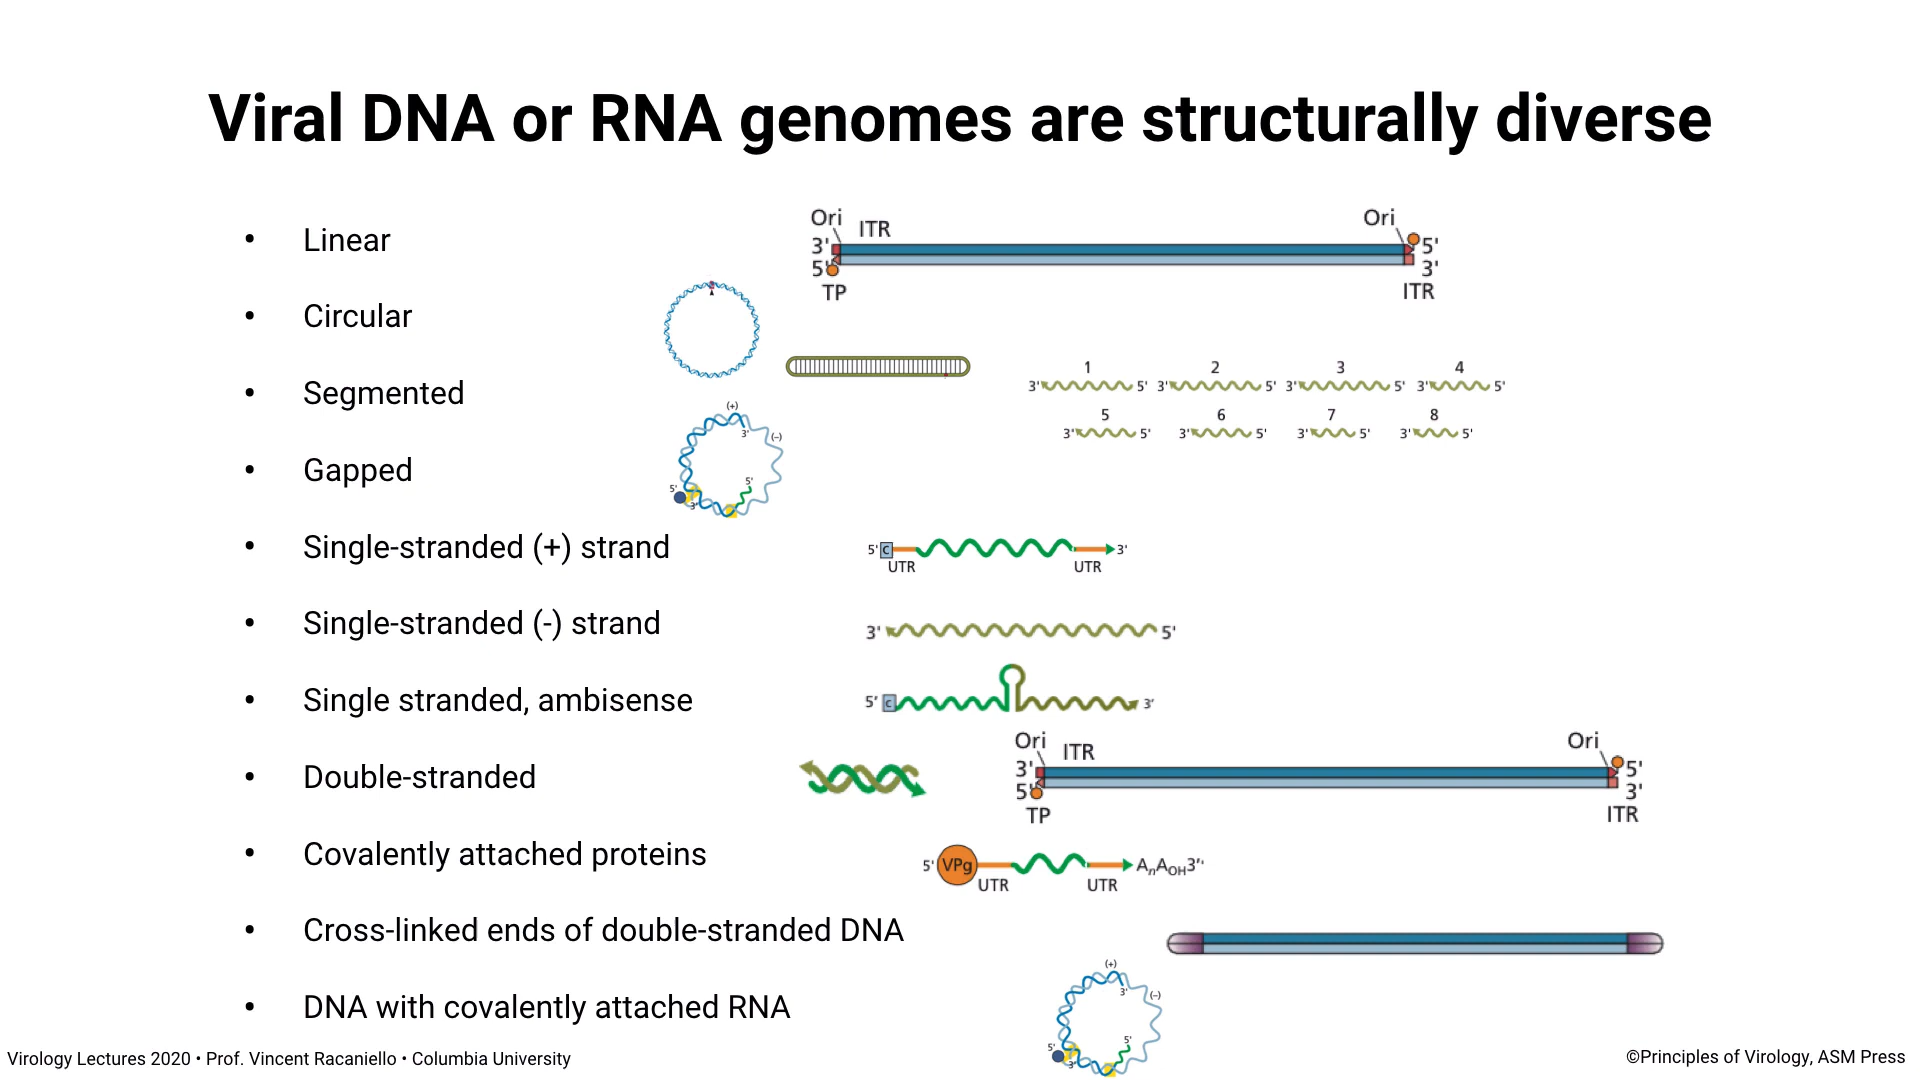 Viral DNA or RNA genomes are structurally diverse
• Linear
Ori ITR Ori
3' 5'
5' 3'
TP ITR
• Circular
• Segmented
1 2 3 4
3' 5' 3' 5' 3' 5' 3' 5'
5 6 7 8
3' 5' 3' 5' 3' 5' 3' 5'
• Gapped
(+)
3' (–)
5' 5'
3'
• Single-stranded (+) strand
5' C 3'
UTR UTR
• Single-stranded (-) strand
3' 5'
• Single stranded, ambisense
5' c 3'
• Double-stranded
Ori ITR Ori
3' 5'
5' 3'
TP ITR
• Covalently attached proteins
5' VPg AnAOH3'
UTR UTR
• Cross-linked ends of double-stranded DNA
• DNA with covalently attached RNA
(+)
3' (–)
5' 5'
3'
Virology Lectures 2020 • Prof. Vincent Racaniello • Columbia University
©Principles of Virology, ASM Press